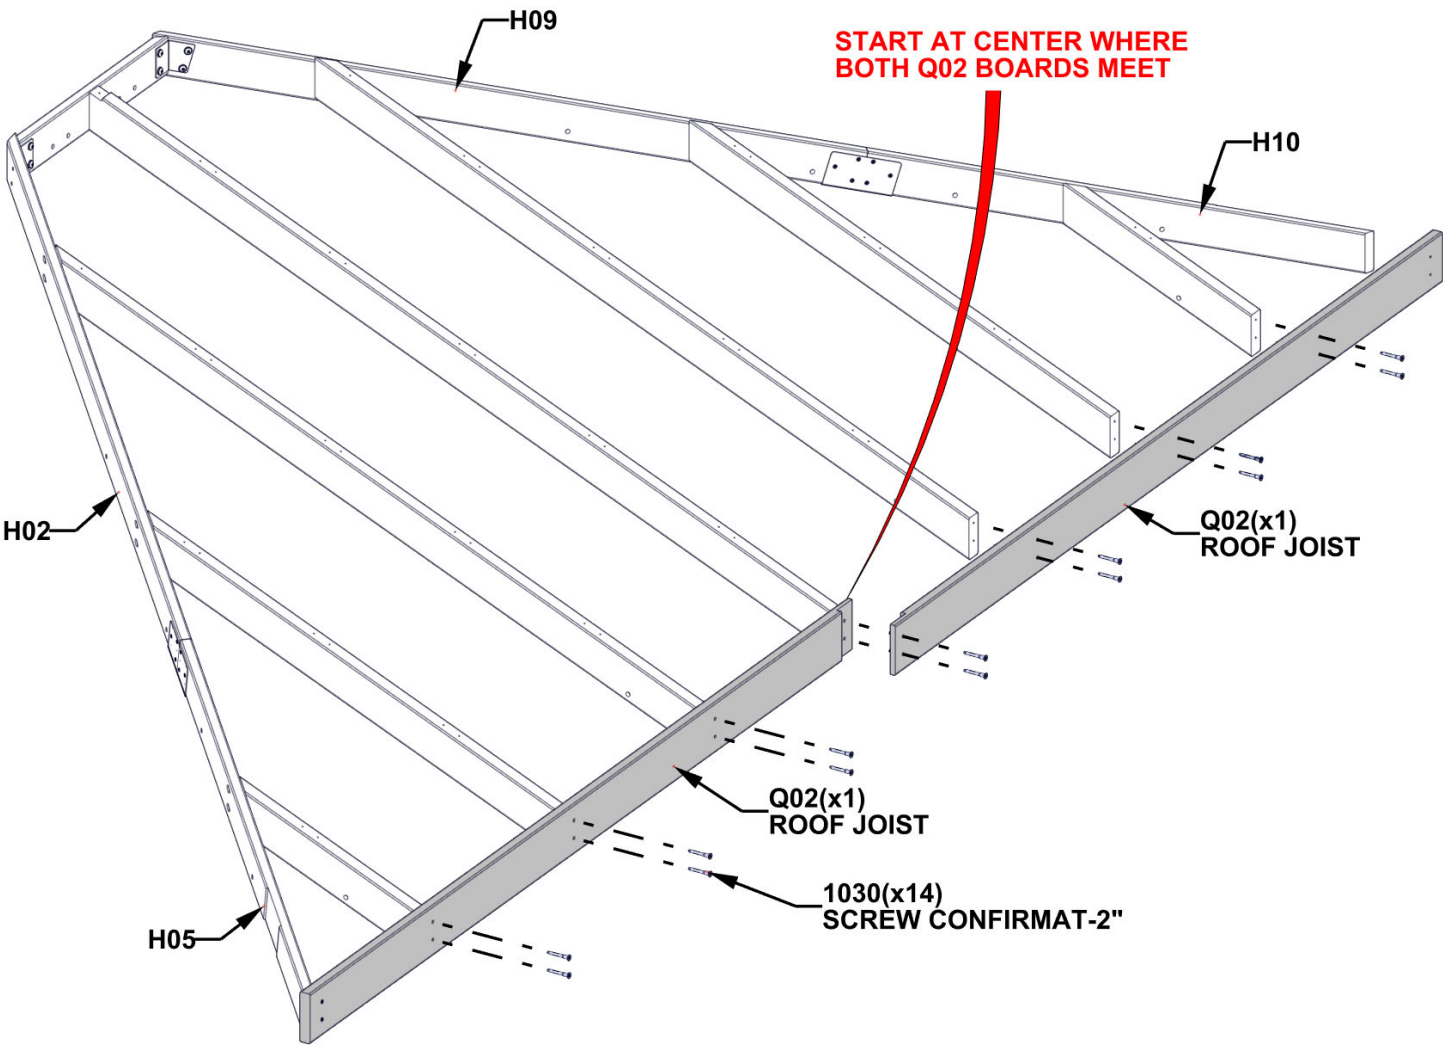 H09
START AT CENTER WHERE
BOTH Q02 BOARDS MEET
H10
H02
Q02(x1)
ROOF JOIST
Q02(x1)
ROOF JOIST
1030(x14)
SCREW CONFIRMAT-2"
H05